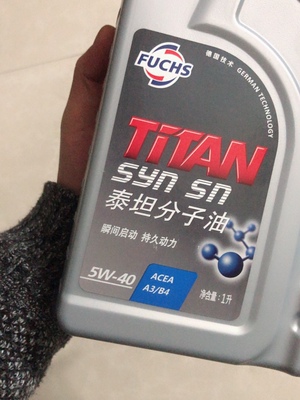 FUCHS
德国技术
GERMAN TECHNOLOGY
TiTAN
syn sn
泰坦分子油
瞬间启动 持久动力
5W-40
ACEA
A3/B4
净含量:1升